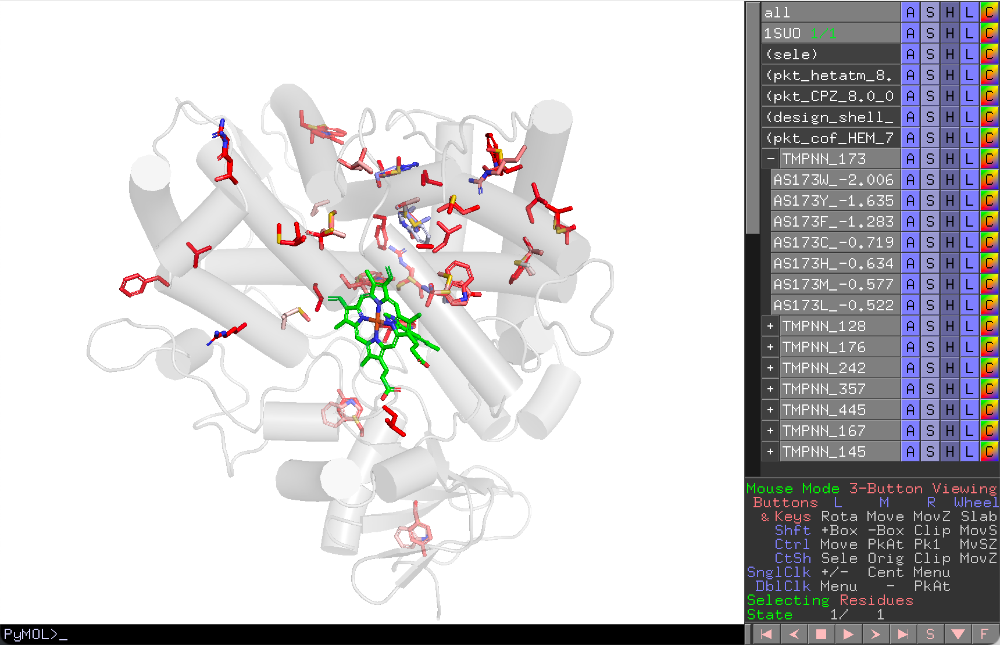 all A S H L C
1SUO 1/1 A S H L C
(sele) A S H L C
(pkt_hetatm_8. A S H L C
(pkt_CPZ_8.0_0 A S H L C
(design_shell_ A S H L C
(pkt_cof_HEM_7 A S H L C
- TMPNN_173 A S H L C
AS173W_-2.006 A S H L C
AS173Y_-1.635 A S H L C
AS173F_-1.283 A S H L C
AS173C_-0.719 A S H L C
AS173H_-0.634 A S H L C
AS173M_-0.577 A S H L C
AS173L_-0.522 A S H L C
+ TMPNN_128 A S H L C
+ TMPNN_176 A S H L C
+ TMPNN_242 A S H L C
+ TMPNN_357 A S H L C
+ TMPNN_445 A S H L C
+ TMPNN_167 A S H L C
+ TMPNN_145 A S H L C
Mouse Mode 3-Button Viewing
Buttons L M R Wheel
& Keys Rota Move MovZ Slab
Shft +Box -Box Clip MovS
Ctrl Move PkAt Pk1 MvSZ
CtSh Sele Orig Clip MovZ
SnglClk +/- Cent Menu
DblClk Menu - PkAt
Selecting Residues
State 1/ 1
S F
PyMOL>_